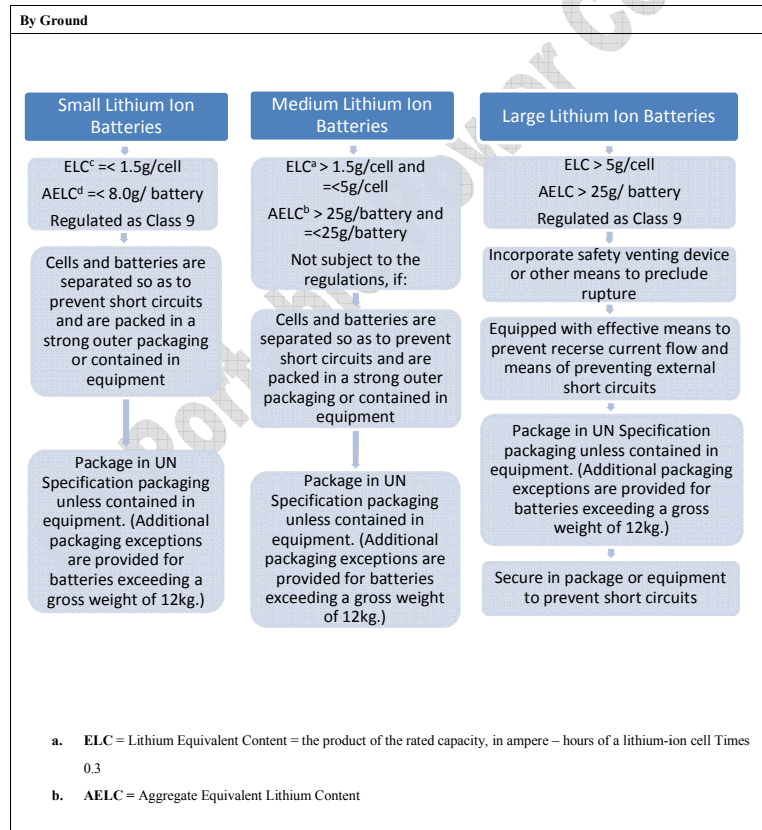 By Ground
Small Lithium Ion
Batteries
ELCᶜ =< 1.5g/cell
AELCᵈ =< 8.0g/ battery
Regulated as Class 9
Cells and batteries are
separated so as to
prevent short circuits
and are packed in a
strong outer packaging
or contained in
equipment
Package in UN
Specification packaging
unless contained in
equipment. (Additional
packaging exceptions
are provided for
batteries exceeding a
gross weight of 12kg.)
Medium Lithium Ion
Batteries
ELCᵃ > 1.5g/cell and
=<5g/cell
AELCᵇ > 25g/battery and
=<25g/battery
Not subject to the
regulations, if:
Cells and batteries are
separated so as to prevent
short circuits and are
packed in a strong outer
packaging or contained in
equipment
Package in UN
Specification packaging
unless contained in
equipment. (Additional
packaging exceptions are
provided for batteries
exceeding a gross weight
of 12kg.)
Large Lithium Ion Batteries
ELC > 5g/cell
AELC > 25g/ battery
Regulated as Class 9
Incorporate safety venting device
or other means to preclude
rupture
Equipped with effective means to
prevent recerse current flow and
means of preventing external
short circuits
Package in UN Specification
packaging unless contained in
equipment. (Additional packaging
exceptions are provided for
batteries exceeding a gross
weight of 12kg.)
Secure in package or equipment
to prevent short circuits
a. ELC = Lithium Equivalent Content = the product of the rated capacity, in ampere – hours of a lithium-ion cell Times
0.3
b. AELC = Aggregate Equivalent Lithium Content